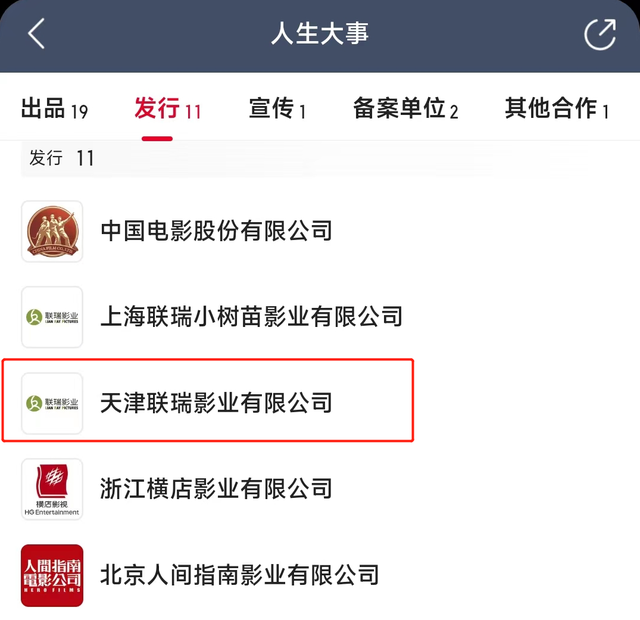 人生大事
出品 19 发行 11 宣传 1 备案单位 2 其他合作 1
发行 11
中国电影股份有限公司
联瑞影业
上海联瑞小树苗影业有限公司
联瑞影业
天津联瑞影业有限公司
横店影视
HG Entertainment
浙江横店影业有限公司
人間指南
電影公司
HERO FILMS
北京人间指南影业有限公司